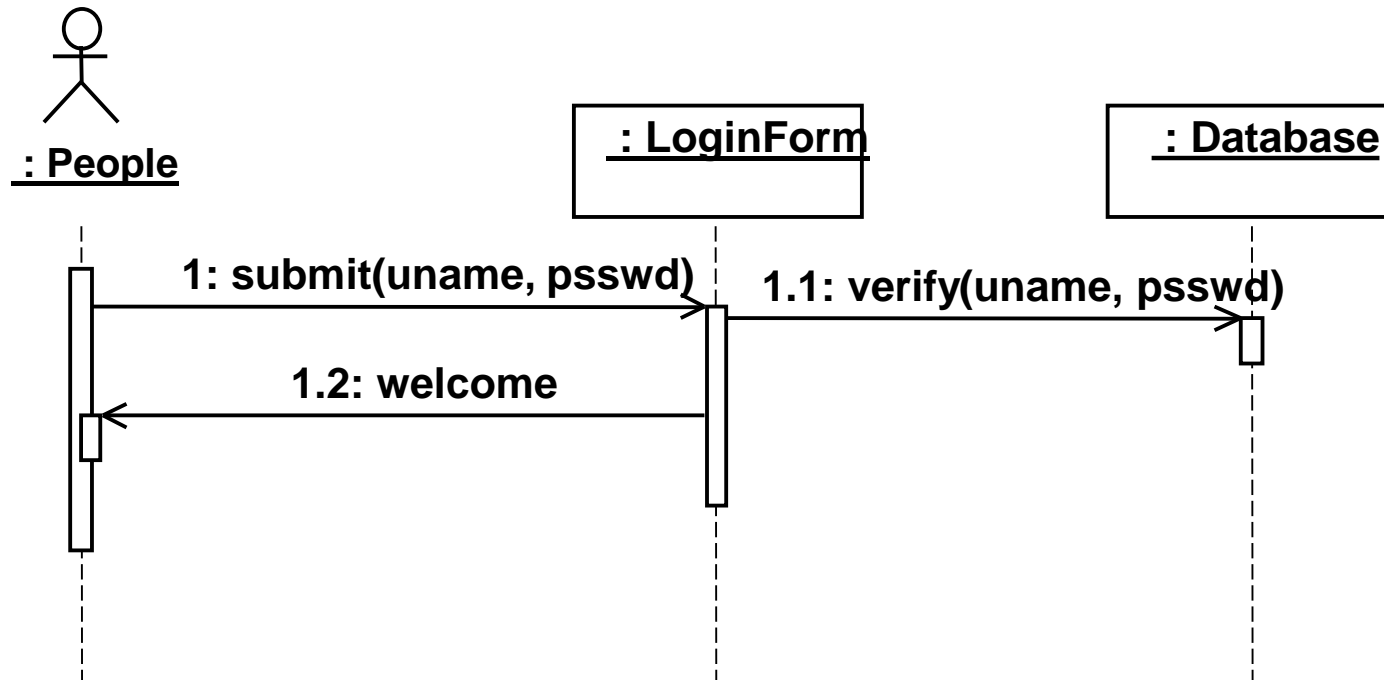 : People
: LoginForm
: Database
1: submit(uname, psswd)
1.1: verify(uname, psswd)
1.2: welcome